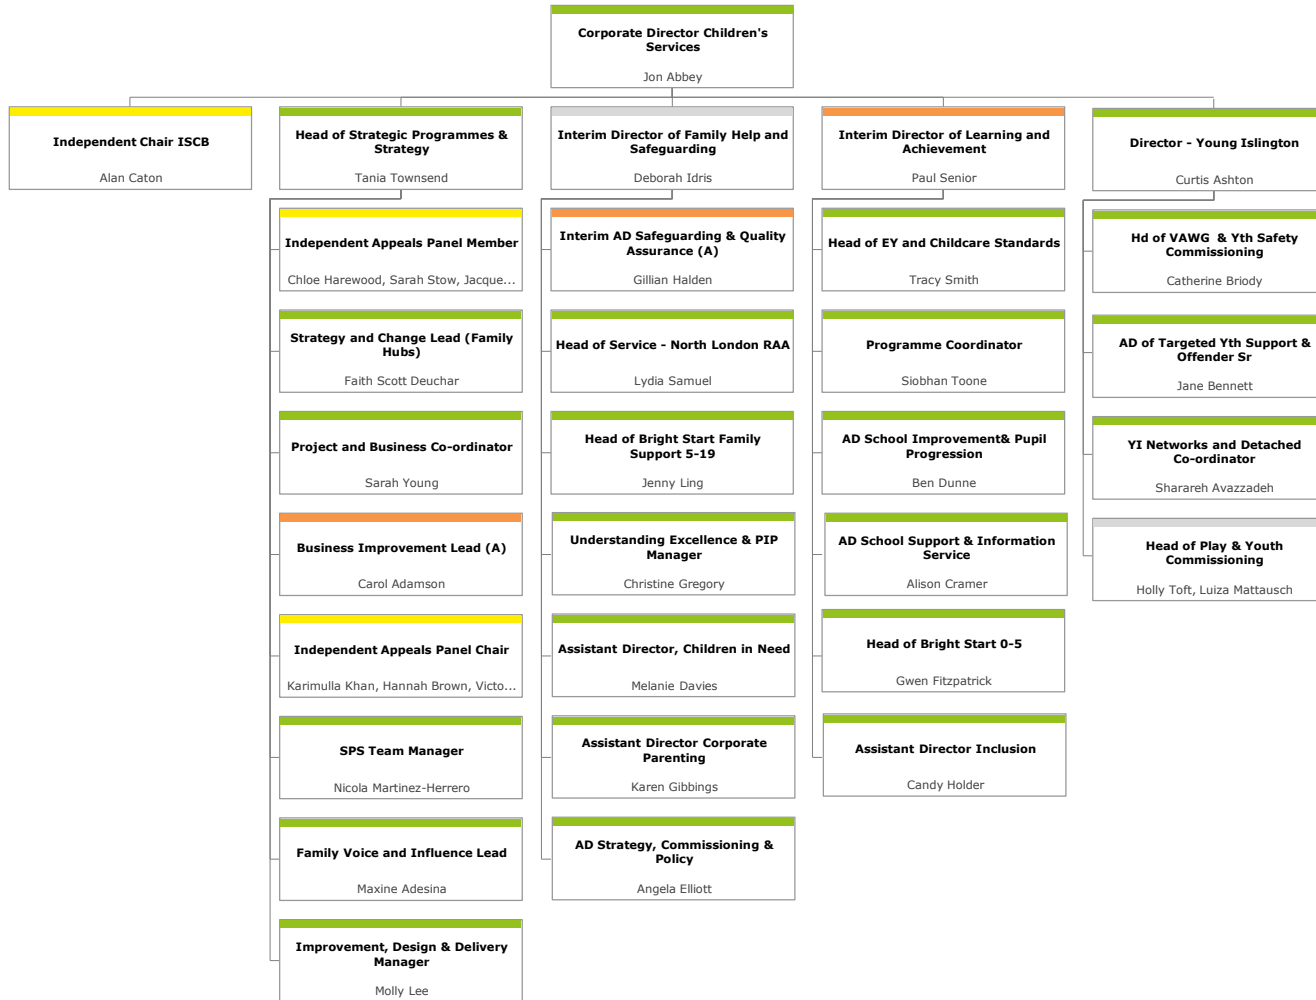 Corporate Director Children's
Services
Jon Abbey
Independent Chair ISCB
Alan Caton
Head of Strategic Programmes &
Strategy
Tania Townsend
Independent Appeals Panel Member
Chloe Harewood, Sarah Stow, Jacque...
Strategy and Change Lead (Family
Hubs)
Faith Scott Deuchar
Project and Business Co-ordinator
Sarah Young
Business Improvement Lead (A)
Carol Adamson
Independent Appeals Panel Chair
Karimulla Khan, Hannah Brown, Victo...
SPS Team Manager
Nicola Martinez-Herrero
Family Voice and Influence Lead
Maxine Adesina
Improvement, Design & Delivery
Manager
Molly Lee
Interim Director of Family Help and
Safeguarding
Deborah Idris
Interim AD Safeguarding & Quality
Assurance (A)
Gillian Halden
Head of Service - North London RAA
Lydia Samuel
Head of Bright Start Family
Support 5-19
Jenny Ling
Understanding Excellence & PIP
Manager
Christine Gregory
Assistant Director, Children in Need
Melanie Davies
Assistant Director Corporate
Parenting
Karen Gibbings
AD Strategy, Commissioning &
Policy
Angela Elliott
Interim Director of Learning and
Achievement
Paul Senior
Head of EY and Childcare Standards
Tracy Smith
Programme Coordinator
Siobhan Toone
AD School Improvement& Pupil
Progression
Ben Dunne
AD School Support & Information
Service
Alison Cramer
Head of Bright Start 0-5
Gwen Fitzpatrick
Assistant Director Inclusion
Candy Holder
Director - Young Islington
Curtis Ashton
Hd of VAWG & Yth Safety
Commissioning
Catherine Briody
AD of Targeted Yth Support &
Offender Sr
Jane Bennett
YI Networks and Detached
Co-ordinator
Sharareh Avazzadeh
Head of Play & Youth
Commissioning
Holly Toft, Luiza Mattausch